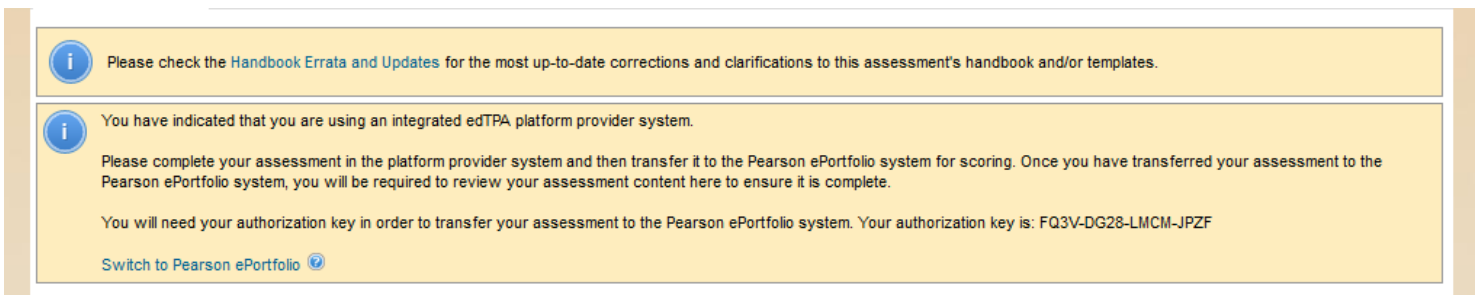 Please check the Handbook Errata and Updates for the most up-to-date corrections and clarifications to this assessment's handbook and/or templates.
You have indicated that you are using an integrated edTPA platform provider system.
Please complete your assessment in the platform provider system and then transfer it to the Pearson ePortfolio system for scoring. Once you have transferred your assessment to the
Pearson ePortfolio system, you will be required to review your assessment content here to ensure it is complete.
You will need your authorization key in order to transfer your assessment to the Pearson ePortfolio system. Your authorization key is: FQ3V-DG28-LMCM-JPZF
Switch to Pearson ePortfolio